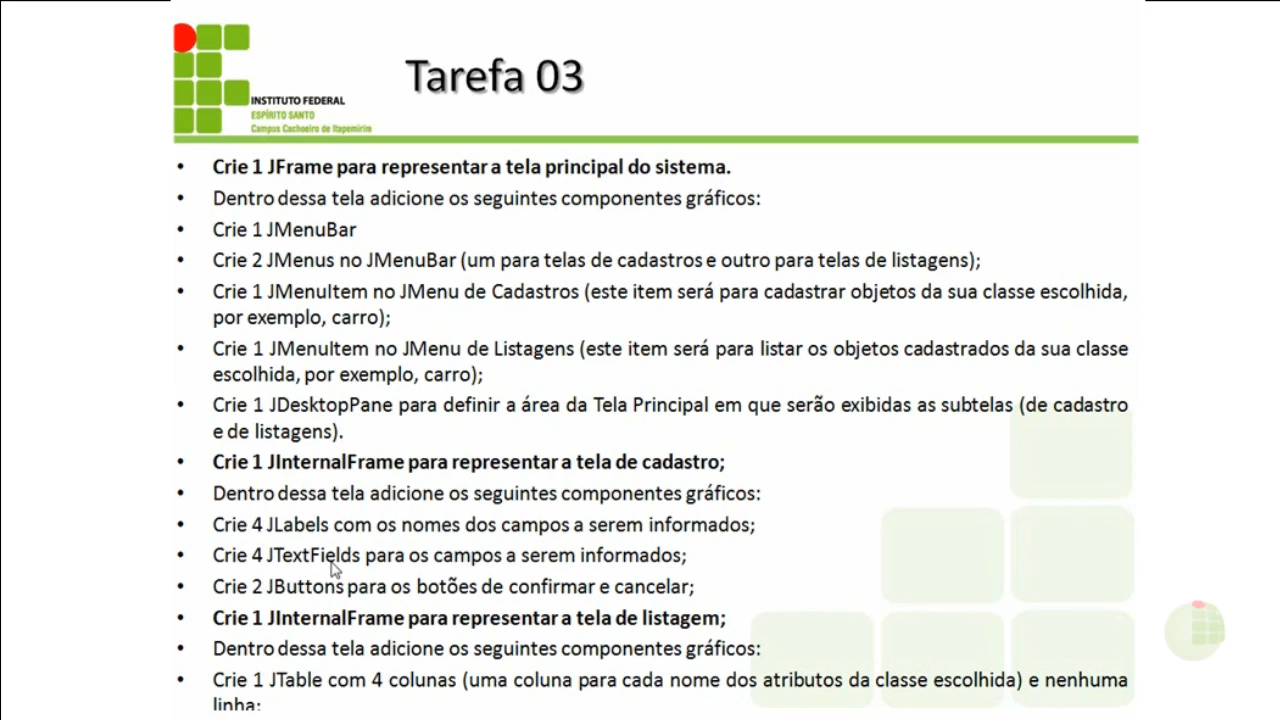 Tarefa 03
INSTITUTO FEDERAL
ESPÍRITO SANTO
Campus Cachoeiro de Itapemirim
• Crie 1 JFrame para representar a tela principal do sistema.
• Dentro dessa tela adicione os seguintes componentes gráficos:
• Crie 1 JMenuBar
• Crie 2 JMenus no JMenuBar (um para telas de cadastros e outro para telas de listagens);
• Crie 1 JMenuItem no JMenu de Cadastros (este item será para cadastrar objetos da sua classe escolhida,
por exemplo, carro);
• Crie 1 JMenuItem no JMenu de Listagens (este item será para listar os objetos cadastrados da sua classe
escolhida, por exemplo, carro);
• Crie 1 JDesktopPane para definir a área da Tela Principal em que serão exibidas as subtelas (de cadastro
e de listagens).
• Crie 1 JInternalFrame para representar a tela de cadastro;
• Dentro dessa tela adicione os seguintes componentes gráficos:
• Crie 4 JLabels com os nomes dos campos a serem informados;
• Crie 4 JTextFields para os campos a serem informados;
• Crie 2 JButtons para os botões de confirmar e cancelar;
• Crie 1 JInternalFrame para representar a tela de listagem;
• Dentro dessa tela adicione os seguintes componentes gráficos:
• Crie 1 JTable com 4 colunas (uma coluna para cada nome dos atributos da classe escolhida) e nenhuma
linha;